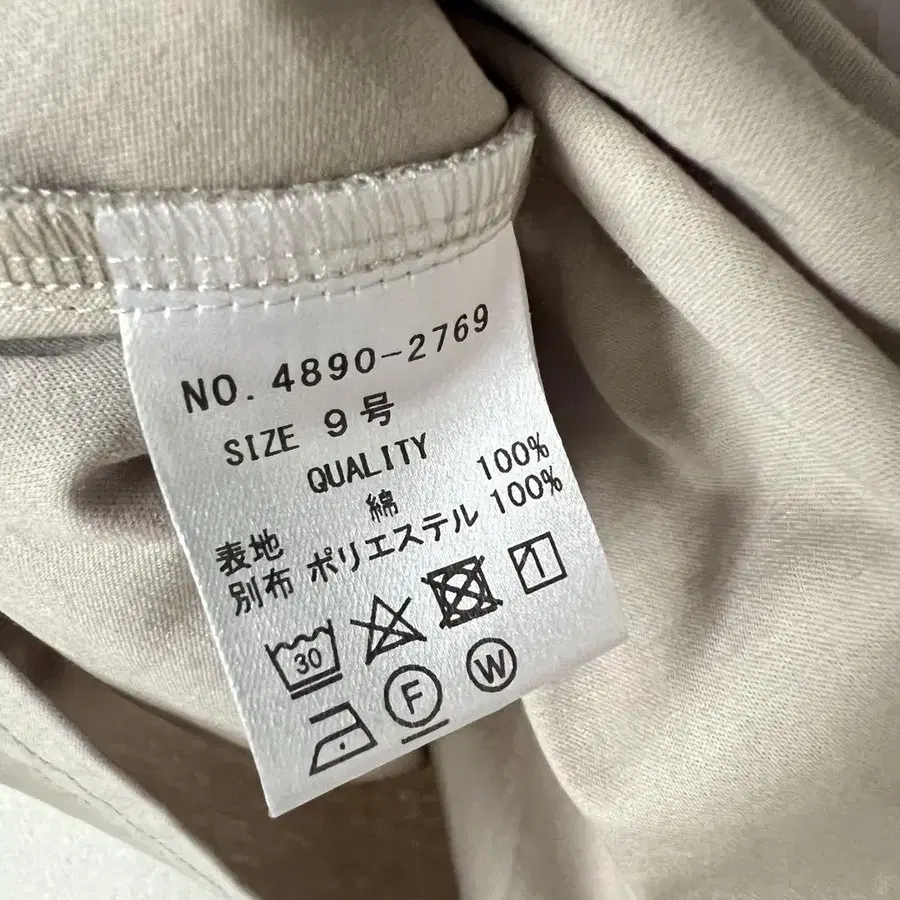 NO. 4890-2769
SIZE 9号
QUALITY
表地 綿 100%
別布 ポリエステル 100%
30
F W